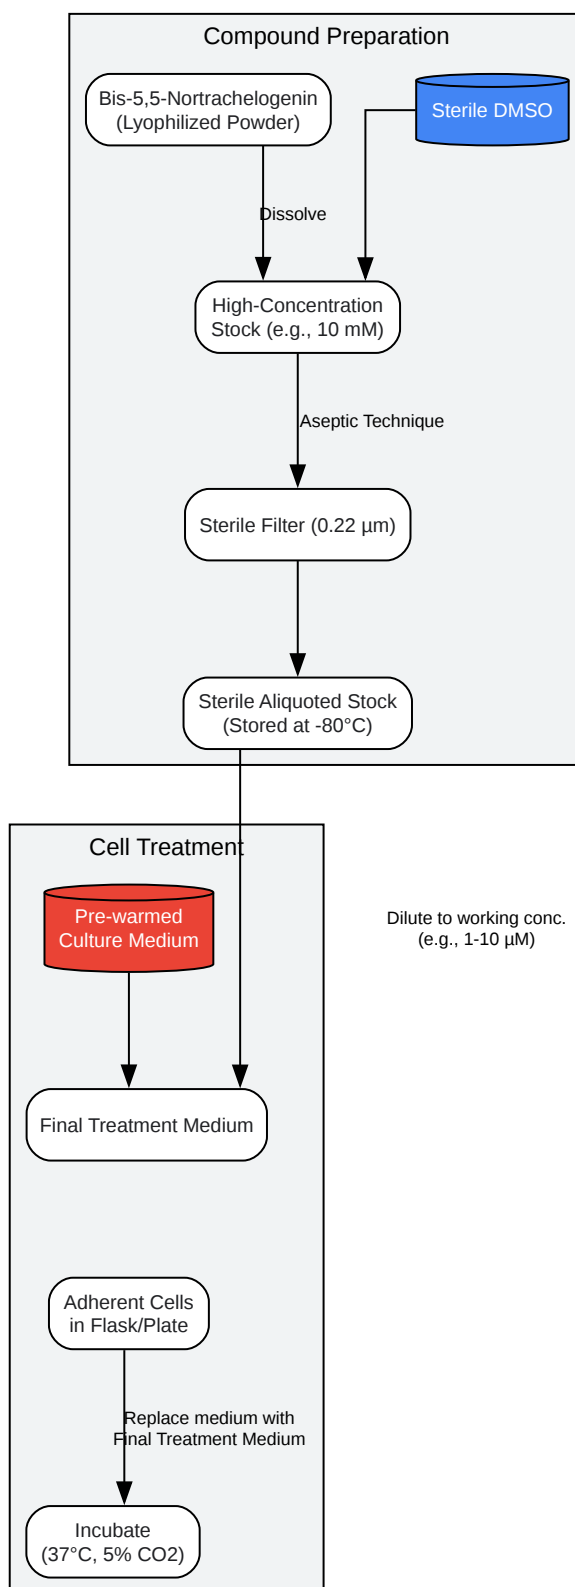 Compound Preparation
Bis-5,5-Nortrachelogenin
(Lyophilized Powder)
Sterile DMSO
Dissolve
High-Concentration
Stock (e.g., 10 mM)
Aseptic Technique
Sterile Filter (0.22 µm)
Sterile Aliquoted Stock
(Stored at -80°C)
Cell Treatment
Pre-warmed
Culture Medium
Dilute to working conc.
(e.g., 1-10 µM)
Final Treatment Medium
Adherent Cells
in Flask/Plate
Replace medium with
Final Treatment Medium
Incubate
(37°C, 5% CO2)